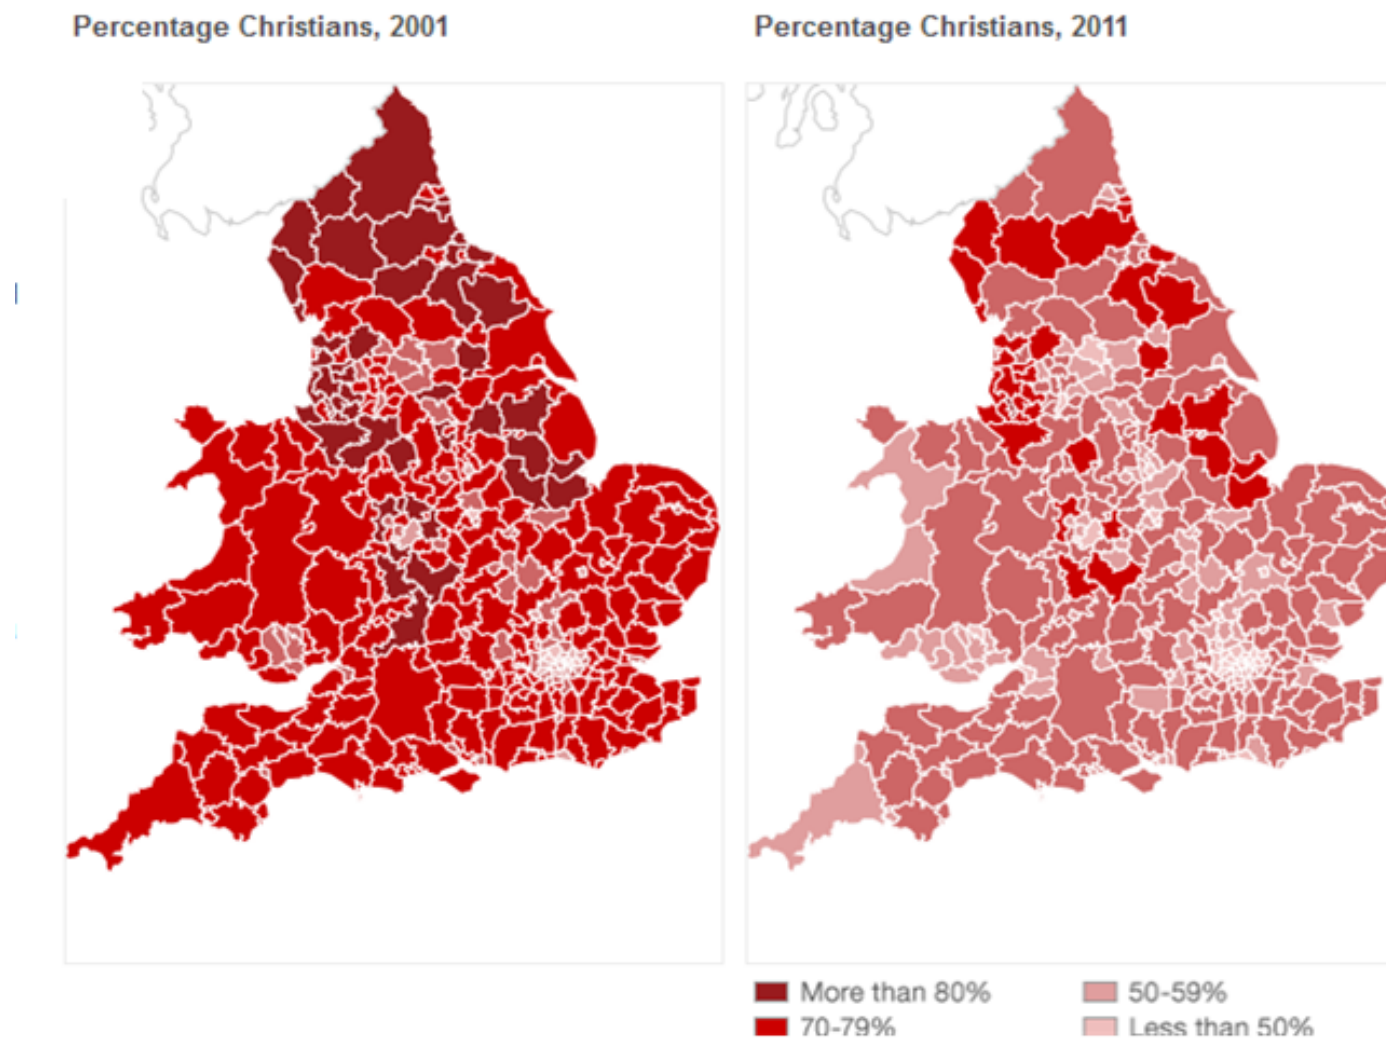 Percentage Christians, 2001
Percentage Christians, 2011
More than 80%
50-59%
70-79%
Less than 50%